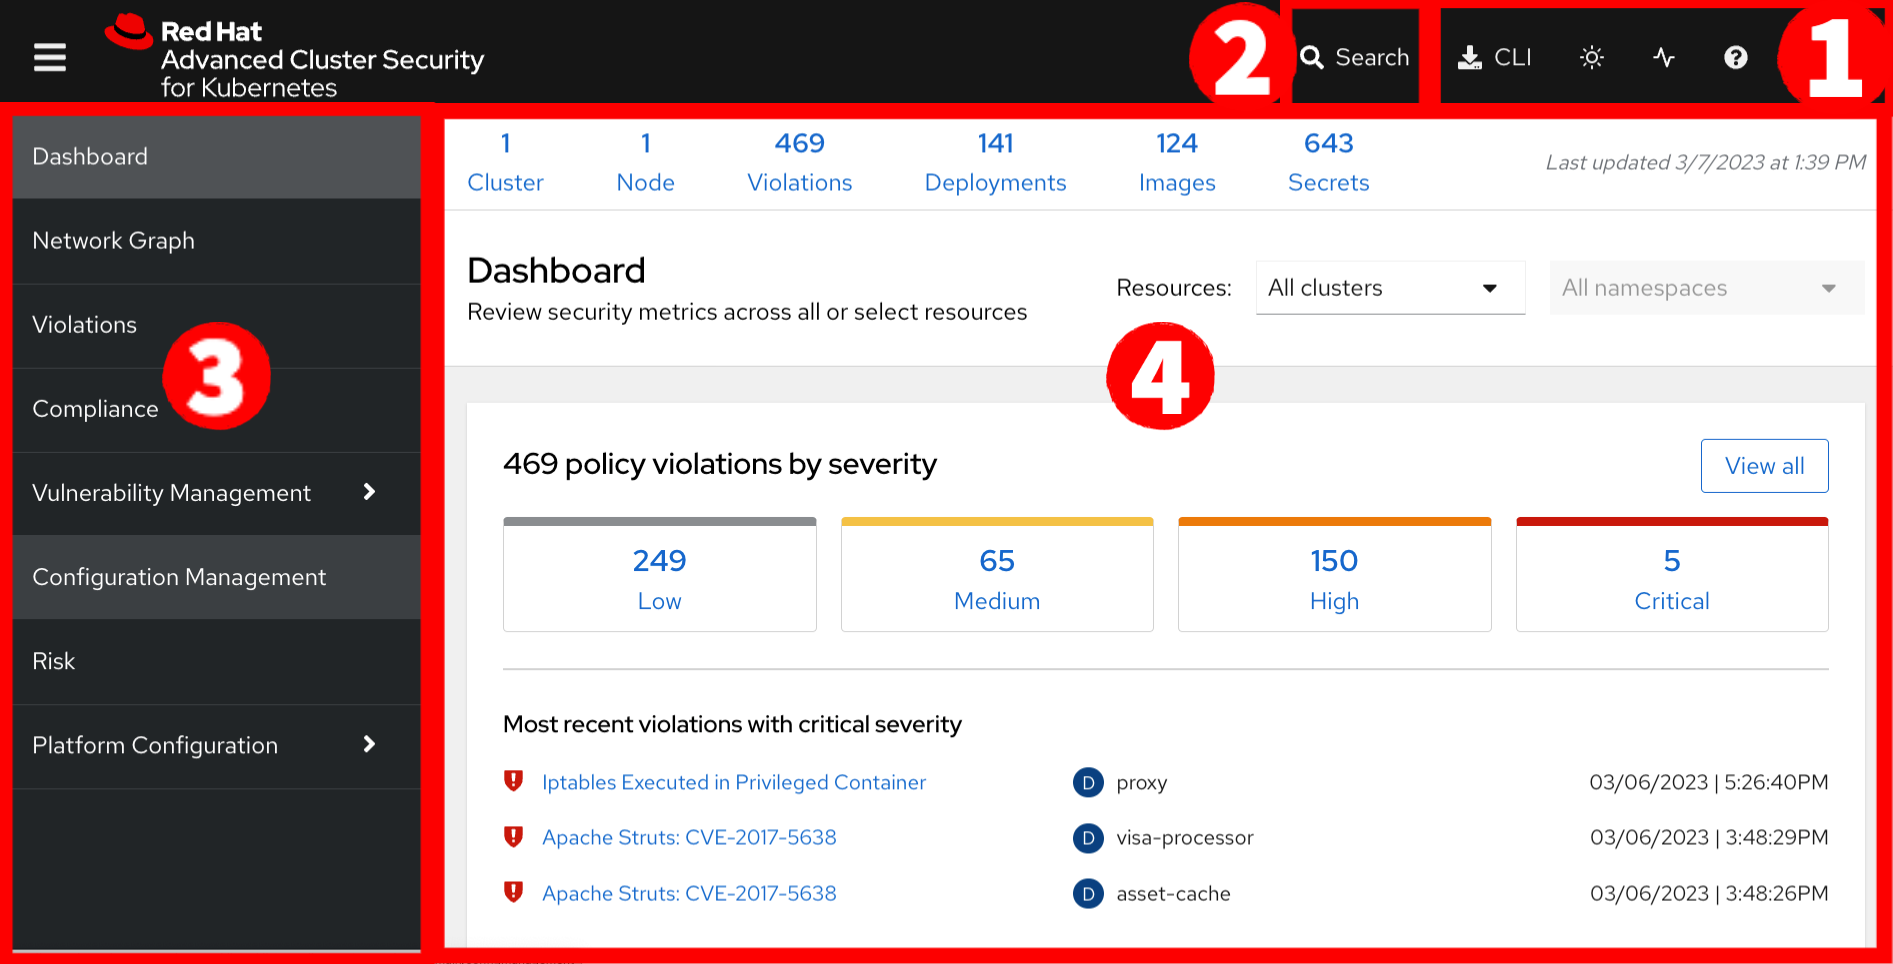 Red Hat
Advanced Cluster Security
for Kubernetes
2
Search
CLI
1
Dashboard
Network Graph
Violations
3
Compliance
Vulnerability Management
Configuration Management
Risk
Platform Configuration
1 1 469 141 124 643
Cluster Node Violations Deployments Images Secrets
Last updated 3/7/2023 at 1:39 PM
Dashboard
Review security metrics across all or select resources
Resources: All clusters All namespaces
4
469 policy violations by severity
View all
249 65 150 5
Low Medium High Critical
Most recent violations with critical severity
Iptables Executed in Privileged Container D proxy 03/06/2023 | 5:26:40PM
Apache Struts: CVE-2017-5638 D visa-processor 03/06/2023 | 3:48:29PM
Apache Struts: CVE-2017-5638 D asset-cache 03/06/2023 | 3:48:26PM